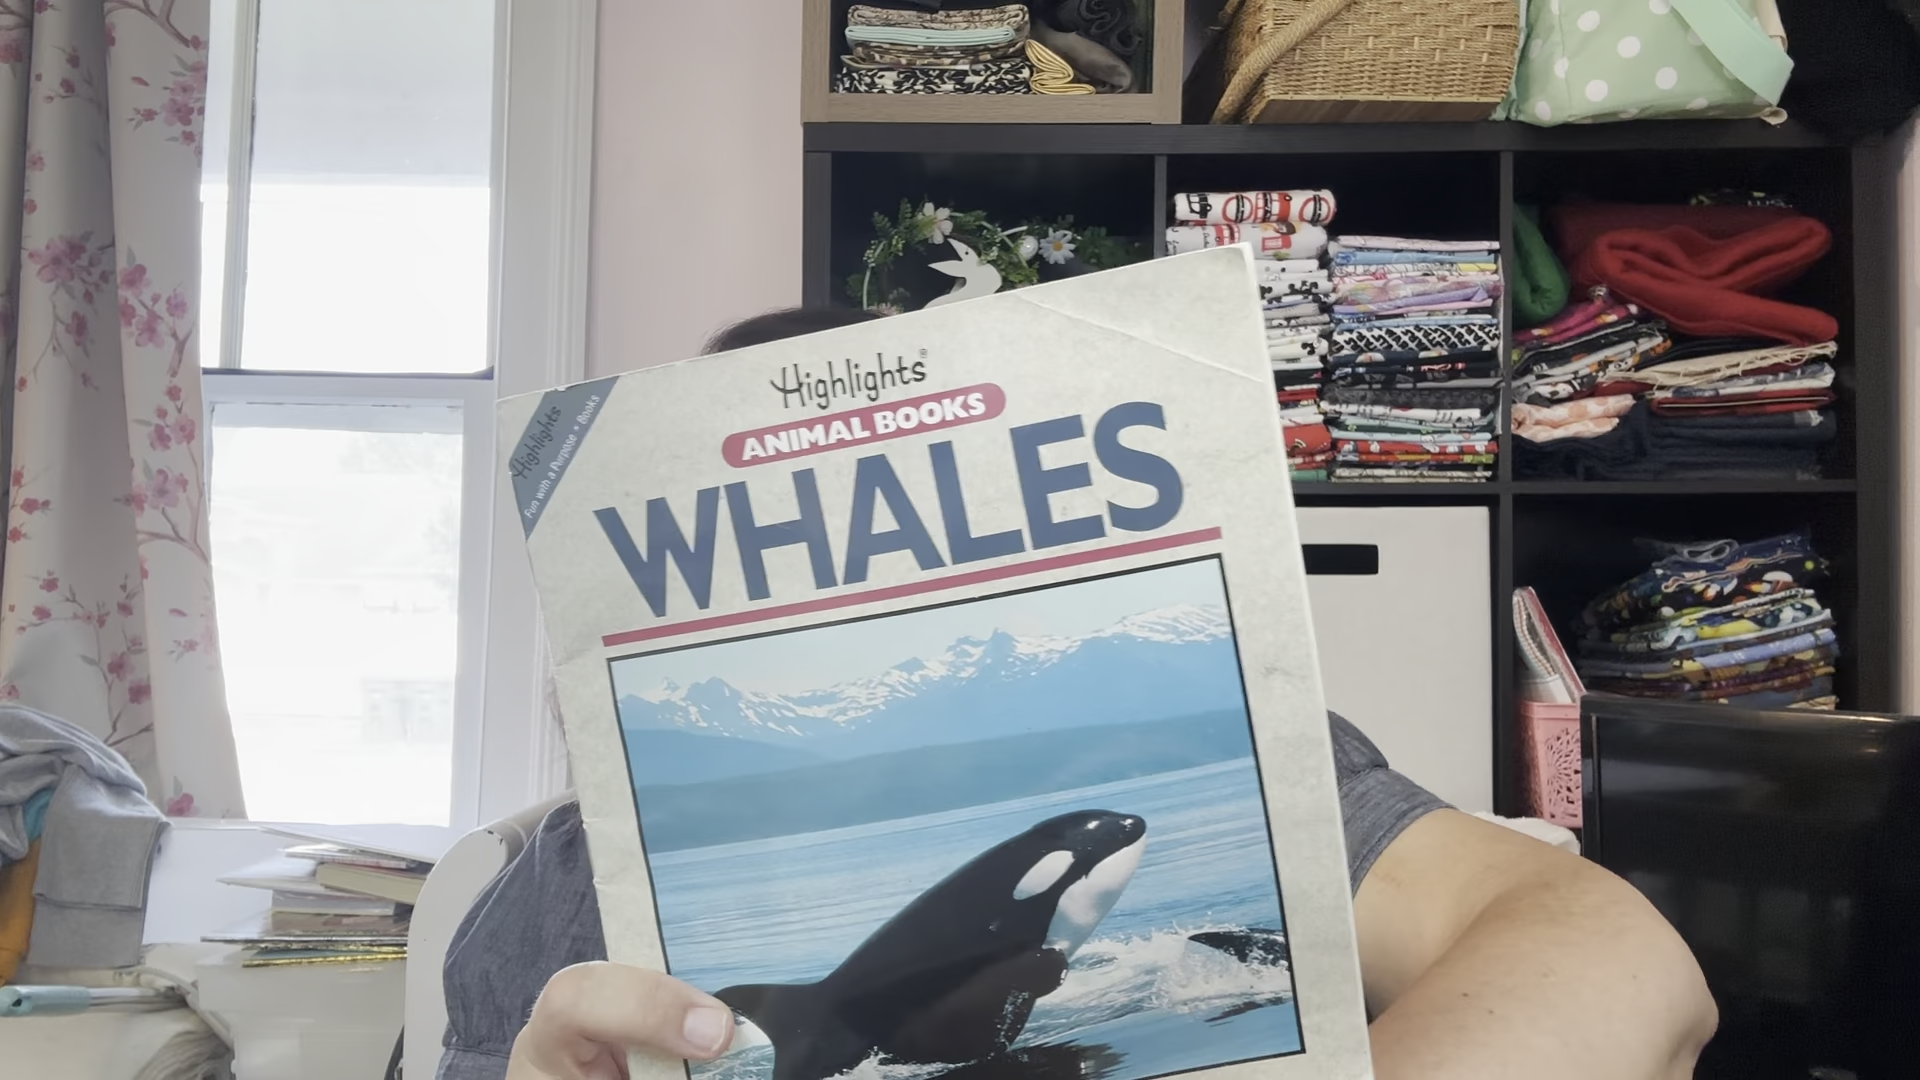 Highlights®
ANIMAL BOOKS
WHALES
Highlights
Fun with a Purpose • Books